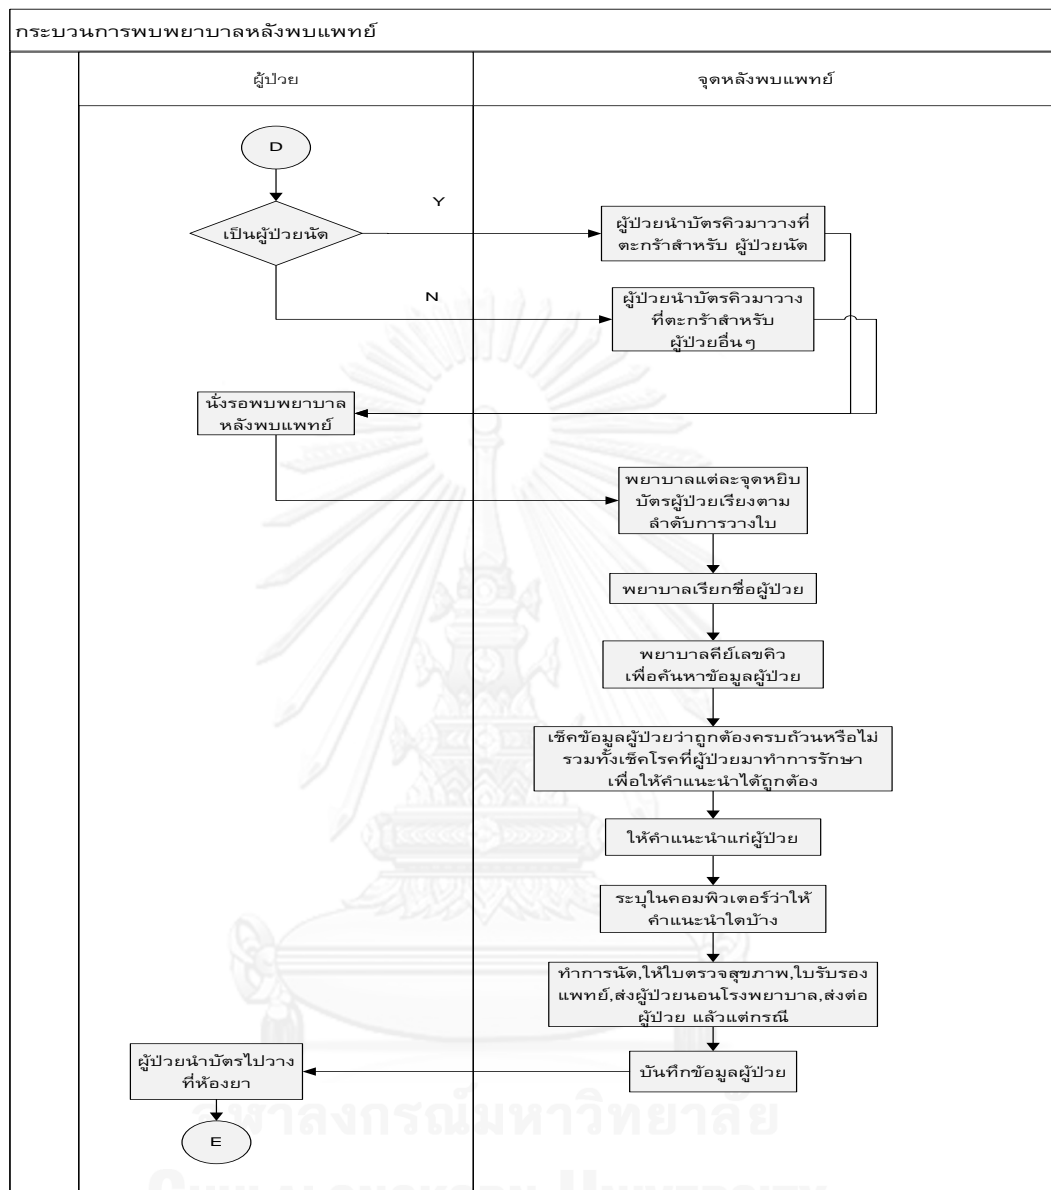 กระบวนการพบพยาบาลหลังพบแพทย์
ผู้ป่วย
จุดหลังพบแพทย์
D
Y
เป็นผู้ป่วยนัด
ผู้ป่วยนำบัตรคิวมาวางที่
ตะกร้าสำหรับ ผู้ป่วยนัด
N
ผู้ป่วยนำบัตรคิวมาวาง
ที่ตะกร้าสำหรับ
ผู้ป่วยอื่นๆ
นั่งรอพบพยาบาล
หลังพบแพทย์
พยาบาลแต่ละจุดหยิบ
บัตรผู้ป่วยเรียงตาม
ลำดับการวางใบ
พยาบาลเรียกชื่อผู้ป่วย
พยาบาลคีย์เลขคิว
เพื่อค้นหาข้อมูลผู้ป่วย
เช็คข้อมูลผู้ป่วยว่าถูกต้องครบถ้วนหรือไม่
รวมทั้งเช็คโรคที่ผู้ป่วยมาทำการรักษา
เพื่อให้คำแนะนำได้ถูกต้อง
ให้คำแนะนำแก่ผู้ป่วย
ระบุในคอมพิวเตอร์ว่าให้
คำแนะนำใดบ้าง
ทำการนัด,ให้ใบตรวจสุขภาพ,ใบรับรอง
แพทย์,ส่งผู้ป่วยนอนโรงพยาบาล,ส่งต่อ
ผู้ป่วย แล้วแต่กรณี
ผู้ป่วยนำบัตรไปวาง
ที่ห้องยา
บันทึกข้อมูลผู้ป่วย
จุฬาลงกรณ์มหาวิทยาลัย
E